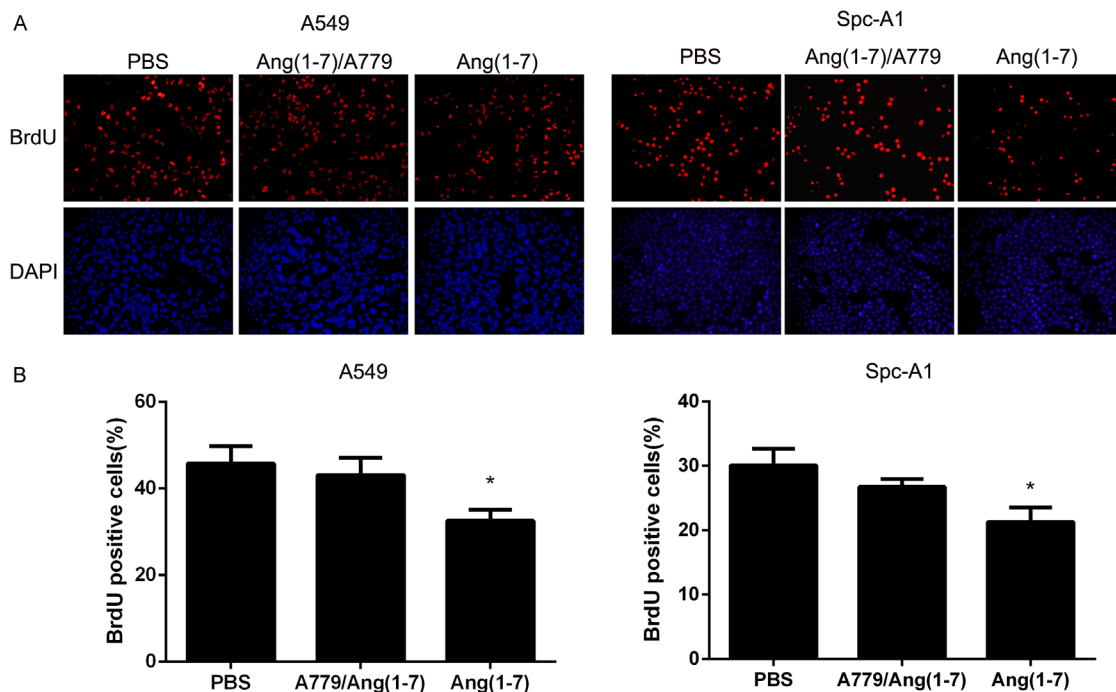 A
A549
Spc-A1
PBS
Ang(1-7)/A779
Ang(1-7)
PBS
Ang(1-7)/A779
Ang(1-7)
BrdU
DAPI
B
A549
BrdU positive cells(%)
60
40
20
0
*
PBS
A779/Ang(1-7)
Ang(1-7)
Spc-A1
BrdU positive cells(%)
40
30
20
10
0
*
PBS
A779/Ang(1-7)
Ang(1-7)